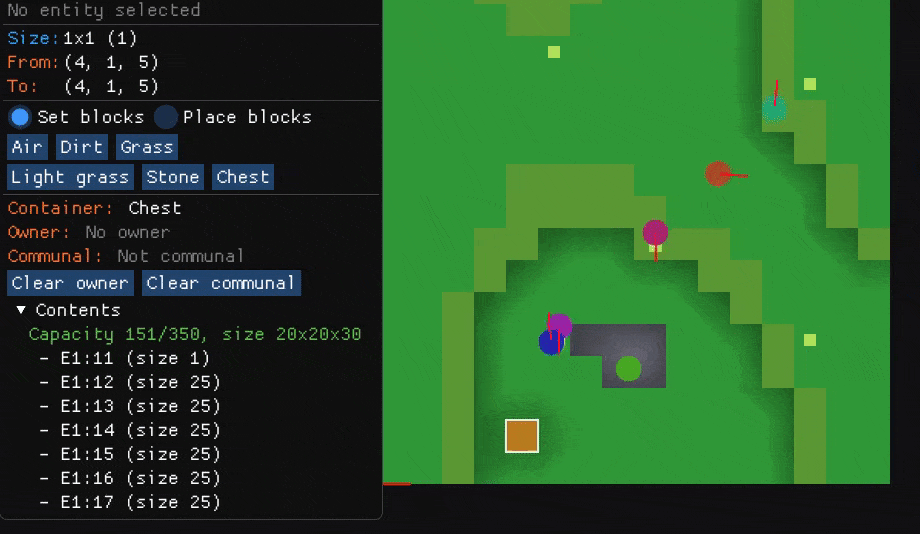 No entity selected
Size: 1x1 (1)
From: (4, 1, 5)
To: (4, 1, 5)
Set blocks Place blocks
Air Dirt Grass
Light grass Stone Chest
Container: Chest
Owner: No owner
Communal: Not communal
Clear owner Clear communal
▼ Contents
Capacity 151/350, size 20x20x30
- E1:11 (size 1)
- E1:12 (size 25)
- E1:13 (size 25)
- E1:14 (size 25)
- E1:15 (size 25)
- E1:16 (size 25)
- E1:17 (size 25)